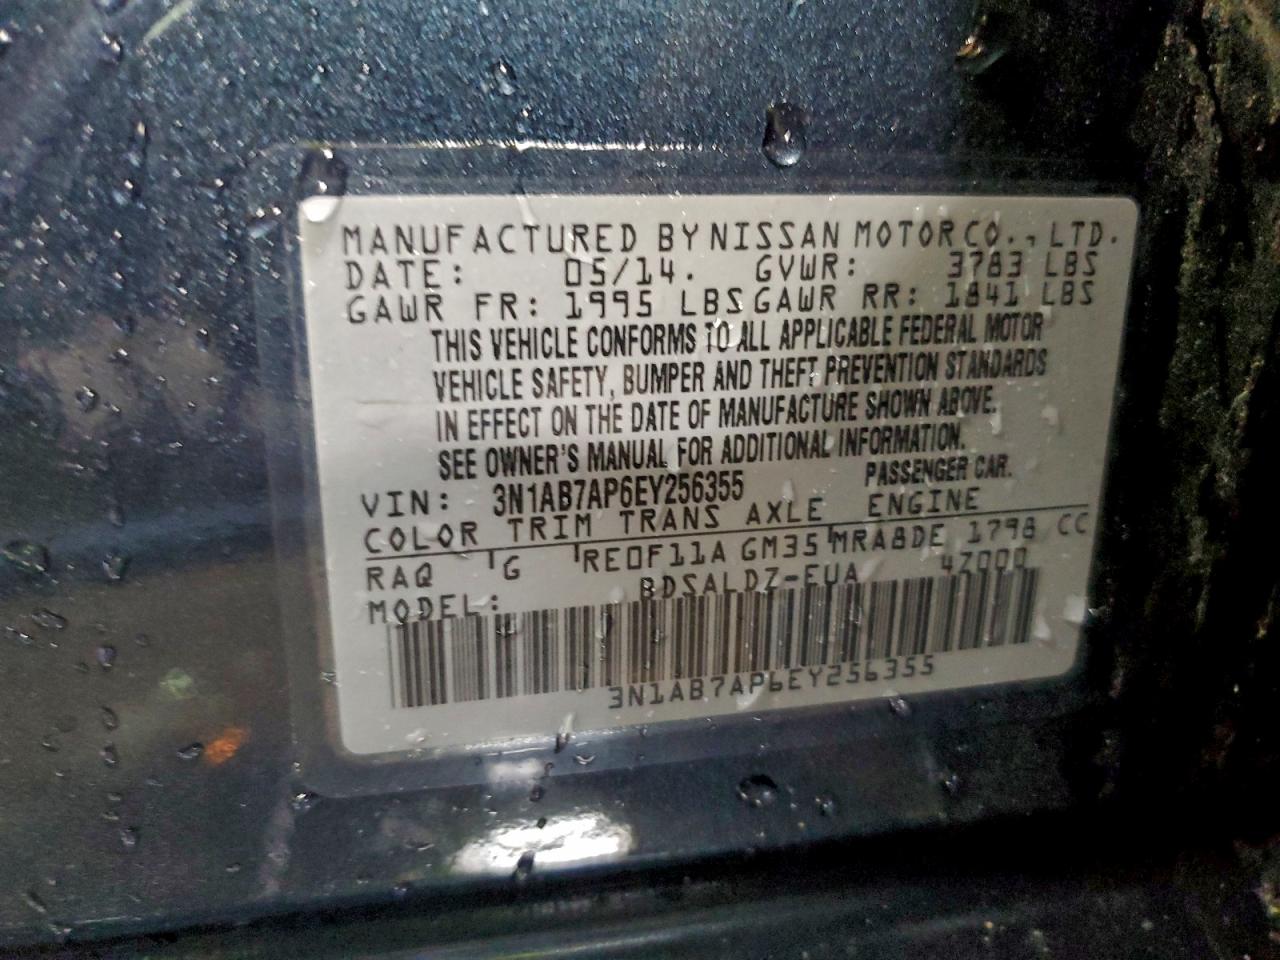 MANUFACTURED BY NISSAN MOTOR CO., LTD.
DATE: 05/14. GVWR: 3783 LBS
GAWR FR: 1995 LBS GAWR RR: 1841 LBS
THIS VEHICLE CONFORMS TO ALL APPLICABLE FEDERAL MOTOR
VEHICLE SAFETY, BUMPER AND THEFT PREVENTION STANDARDS
IN EFFECT ON THE DATE OF MANUFACTURE SHOWN ABOVE.
SEE OWNER'S MANUAL FOR ADDITIONAL INFORMATION.
VIN: 3N1AB7AP6EY256355 PASSENGER CAR.
COLOR TRIM TRANS AXLE ENGINE
RAQ G RE0F11A GM35 MRA8DE 1798 CC
MODEL: BDSALDZ-EUA 47000
3N1AB7AP6EY256355